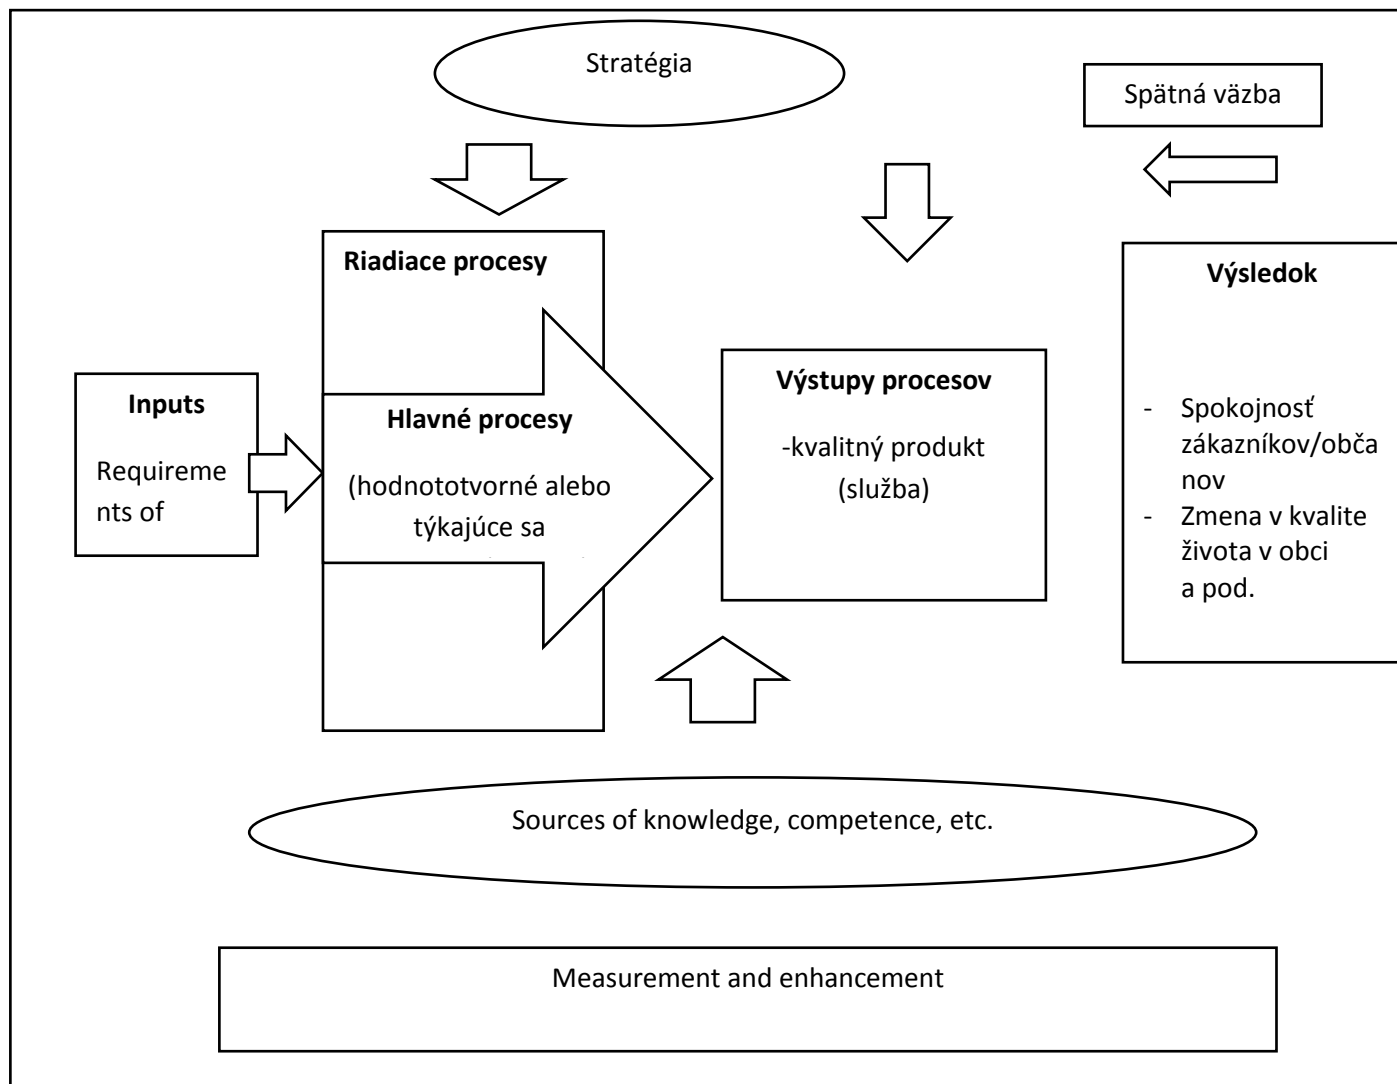 Stratégia
Spätná väzba
Riadiace procesy
Výsledok
Inputs
Requireme
nts of
Hlavné procesy
(hodnototvorné alebo
týkajúce sa
Výstupy procesov
-kvalitný produkt
(služba)
- Spokojnosť
zákazníkov/obča
nov
- Zmena v kvalite
života v obci
a pod.
Sources of knowledge, competence, etc.
Measurement and enhancement